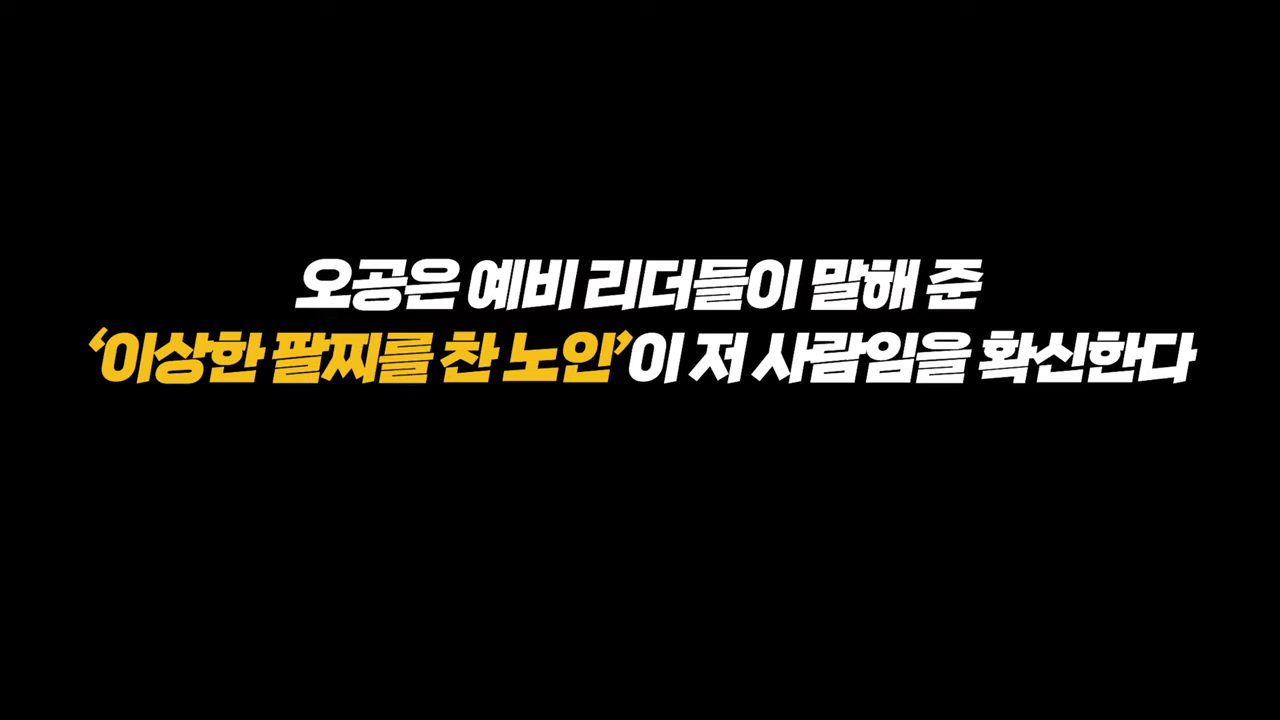 오공은 예비 리더들이 말해 준
‘이상한 팔찌를 찬 노인’이 저 사람임을 확신한다